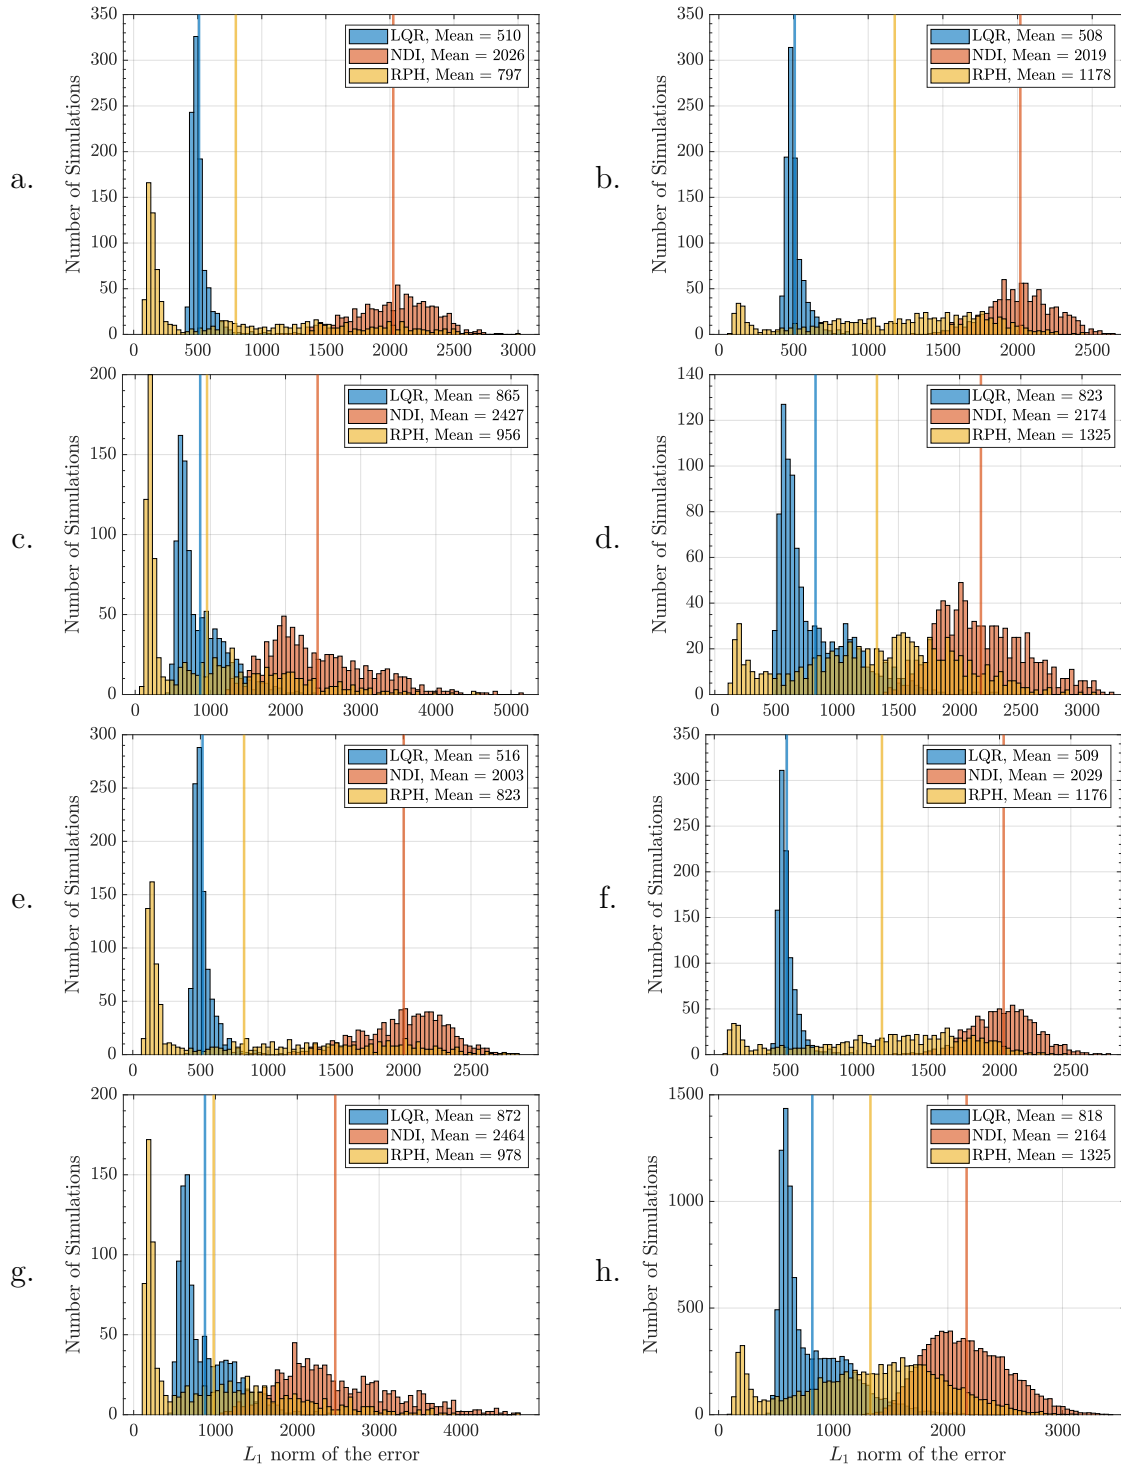 a.
Number of Simulations
350
300
250
200
150
100
50
0
0 500 1000 1500 2000 2500 3000
LQR, Mean = 510
NDI, Mean = 2026
RPH, Mean = 797
b.
Number of Simulations
350
300
250
200
150
100
50
0
0 500 1000 1500 2000 2500
LQR, Mean = 508
NDI, Mean = 2019
RPH, Mean = 1178
c.
Number of Simulations
200
150
100
50
0
0 1000 2000 3000 4000 5000
LQR, Mean = 865
NDI, Mean = 2427
RPH, Mean = 956
d.
Number of Simulations
140
120
100
80
60
40
20
0
0 500 1000 1500 2000 2500 3000
LQR, Mean = 823
NDI, Mean = 2174
RPH, Mean = 1325
e.
Number of Simulations
300
250
200
150
100
50
0
0 500 1000 1500 2000 2500
LQR, Mean = 516
NDI, Mean = 2003
RPH, Mean = 823
f.
Number of Simulations
350
300
250
200
150
100
50
0
0 500 1000 1500 2000 2500
LQR, Mean = 509
NDI, Mean = 2029
RPH, Mean = 1176
g.
Number of Simulations
200
150
100
50
0
0 1000 2000 3000 4000
L₁ norm of the error
LQR, Mean = 872
NDI, Mean = 2464
RPH, Mean = 978
h.
Number of Simulations
1500
1000
500
0
0 1000 2000 3000
L₁ norm of the error
LQR, Mean = 818
NDI, Mean = 2164
RPH, Mean = 1325